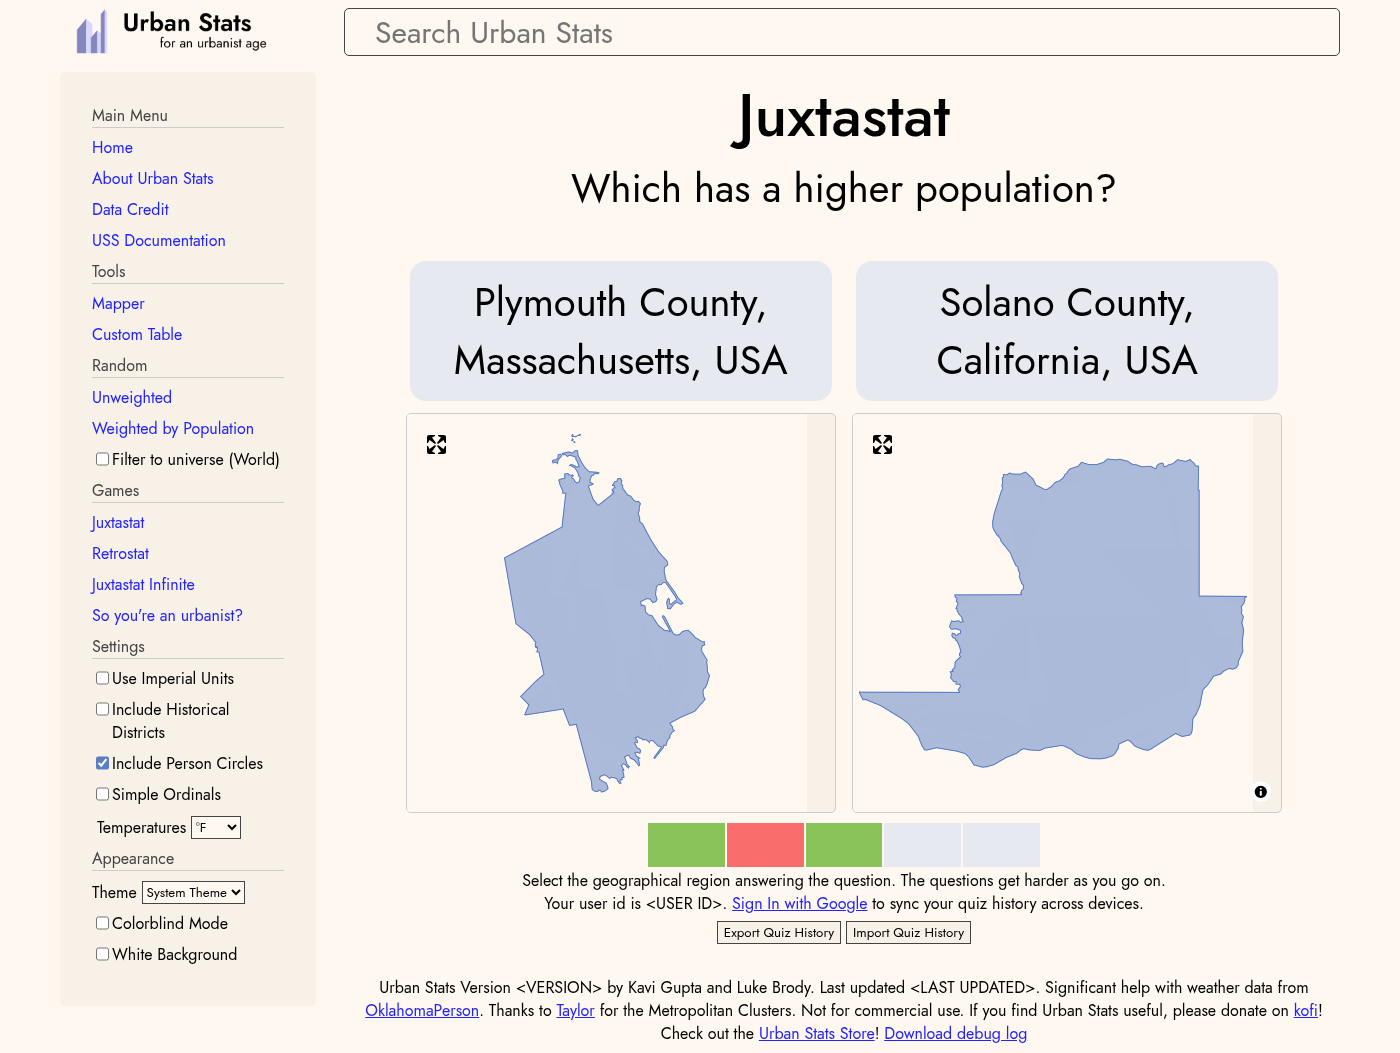 Urban Stats
for an urbanist age
Search Urban Stats
Main Menu
Home
About Urban Stats
Data Credit
USS Documentation
Tools
Mapper
Custom Table
Random
Unweighted
Weighted by Population
Filter to universe (World)
Games
Juxtastat
Retrostat
Juxtastat Infinite
So you're an urbanist?
Settings
Use Imperial Units
Include Historical
Districts
Include Person Circles
Simple Ordinals
Temperatures °F
Appearance
Theme System Theme
Colorblind Mode
White Background
Juxtastat
Which has a higher population?
Plymouth County,
Massachusetts, USA
Solano County,
California, USA
Select the geographical region answering the question. The questions get harder as you go on.
Your user id is <USER ID>. Sign In with Google to sync your quiz history across devices.
Export Quiz History Import Quiz History
Urban Stats Version <VERSION> by Kavi Gupta and Luke Brody. Last updated <LAST UPDATED>. Significant help with weather data from
OklahomaPerson. Thanks to Taylor for the Metropolitan Clusters. Not for commercial use. If you find Urban Stats useful, please donate on kofi!
Check out the Urban Stats Store! Download debug log